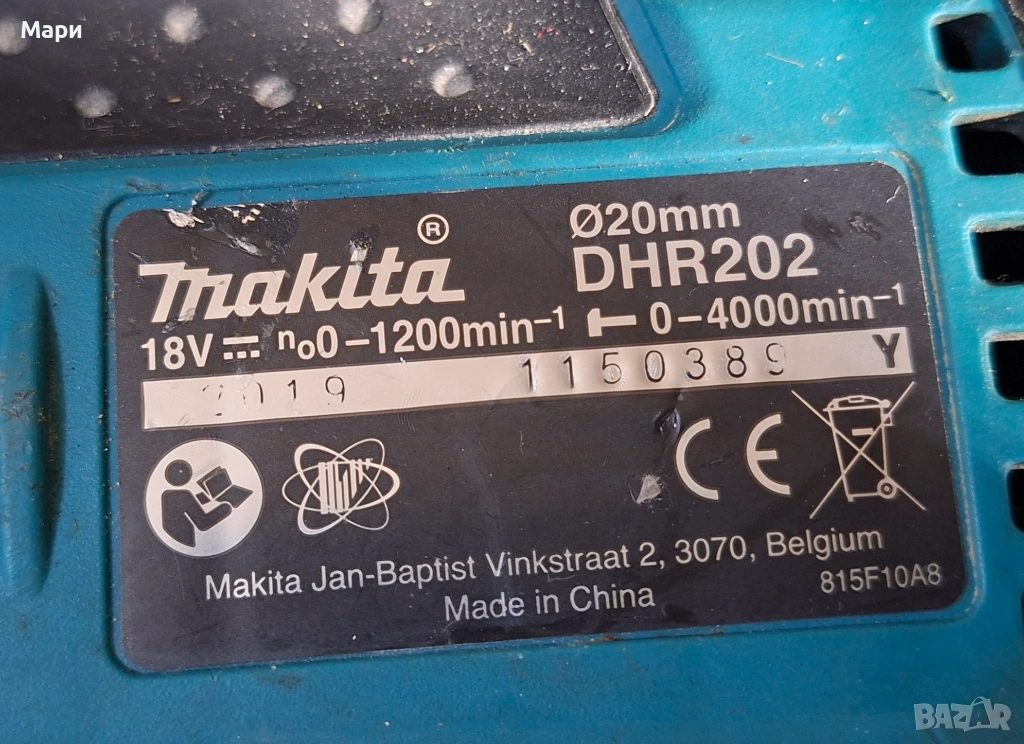 Мари
Ø20mm
makita®
DHR202
18V n₀0–1200min⁻¹ 0–4000min⁻¹
2019 1150389 Y
CE
Makita Jan-Baptist Vinkstraat 2, 3070, Belgium
Made in China
815F10A8
BAZAR